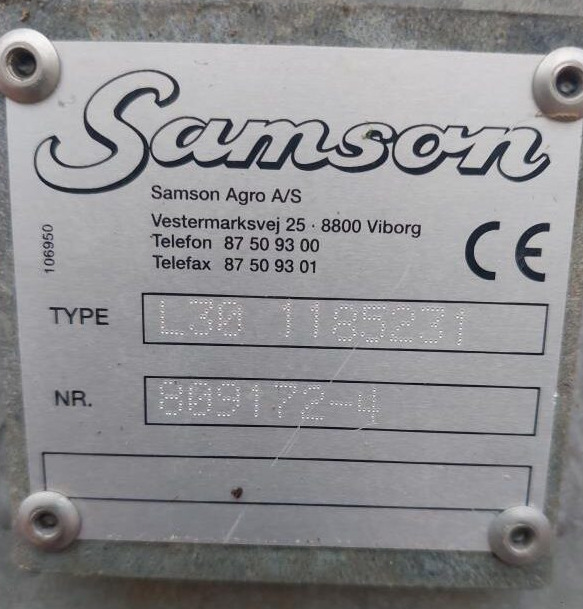 Samson
Samson Agro A/S
Vestermarksvej 25 · 8800 Viborg
Telefon 87 50 93 00
Telefax 87 50 93 01
CE
106950
TYPE L30 1185231
NR. 809172-4